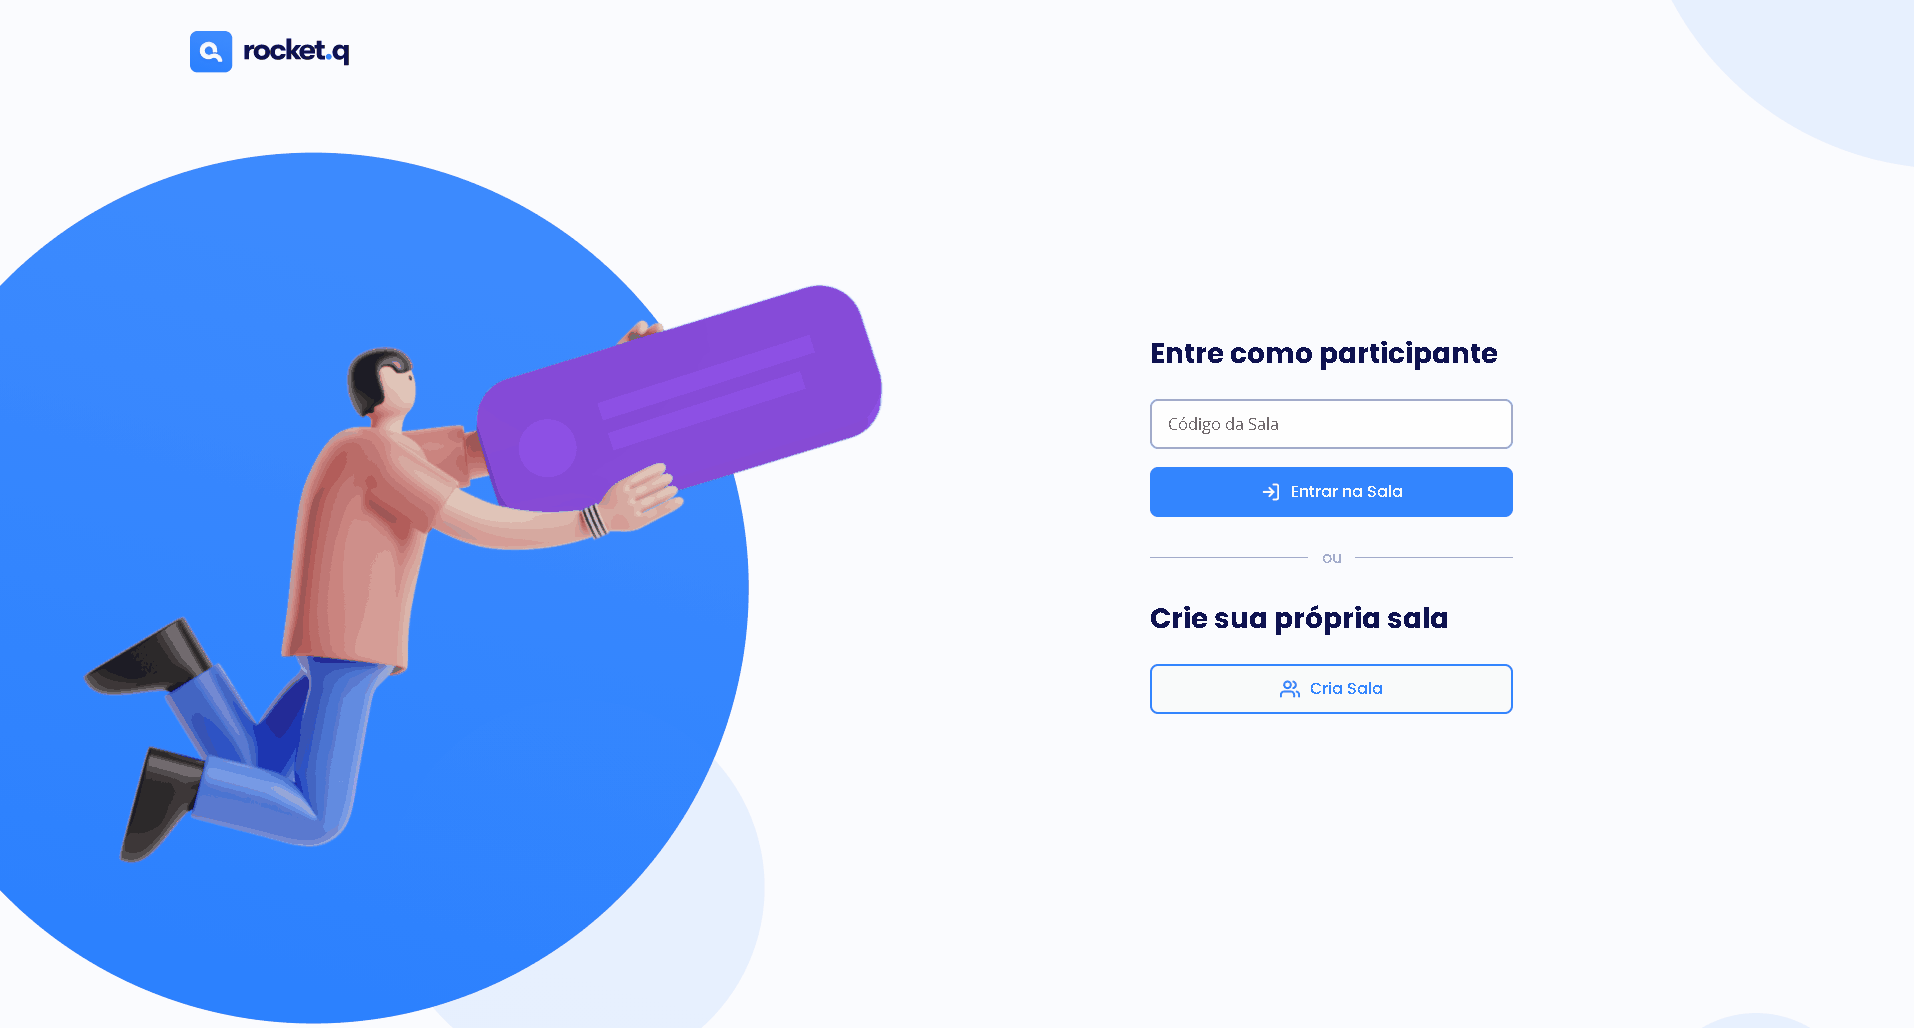 rocket.q
Entre como participante
Código da Sala
Entrar na Sala
ou
Crie sua própria sala
Cria Sala